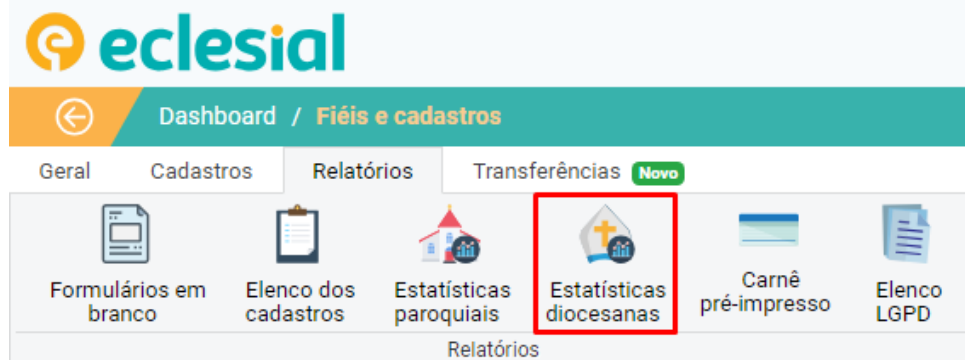 eclesial
Dashboard / Fiéis e cadastros
Geral Cadastros Relatórios Transferências Novo
Formulários em
branco
Elenco dos
cadastros
Estatísticas
paroquiais
Estatísticas
diocesanas
Carnê
pré-impresso
Elenco
LGPD
Relatórios